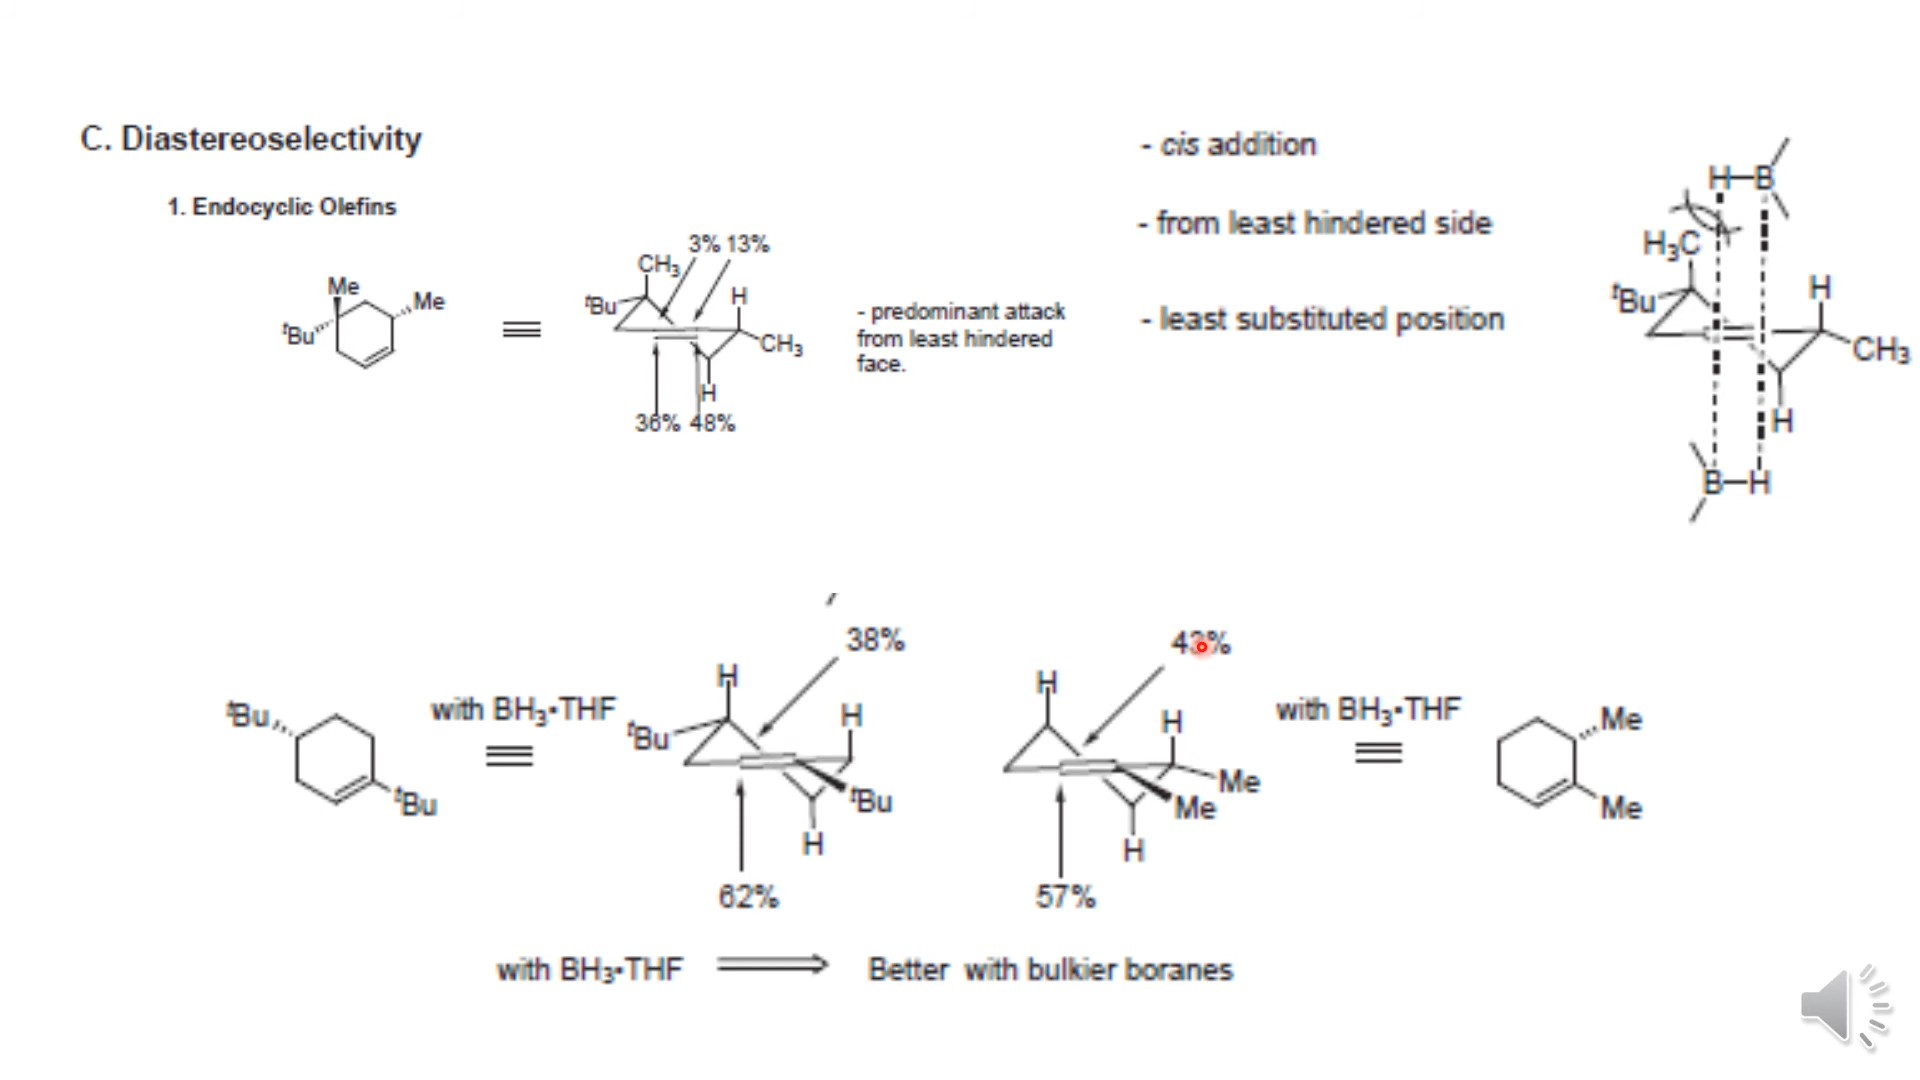 C. Diastereoselectivity
1. Endocyclic Olefins
Me
Me
ᵗBu
3% 13%
CH₃
ᵗBu
H
CH₃
H
36% 48%
- predominant attack
from least hindered
face.
- cis addition
- from least hindered side
- least substituted position
H–B
H₃C
ᵗBu
H
CH₃
H
B–H
ᵗBu
ᵗBu
with BH₃•THF
38%
H
H
ᵗBu
ᵗBu
H
62%
43%
H
H
Me
Me
H
57%
with BH₃•THF
Me
Me
with BH₃•THF
Better with bulkier boranes